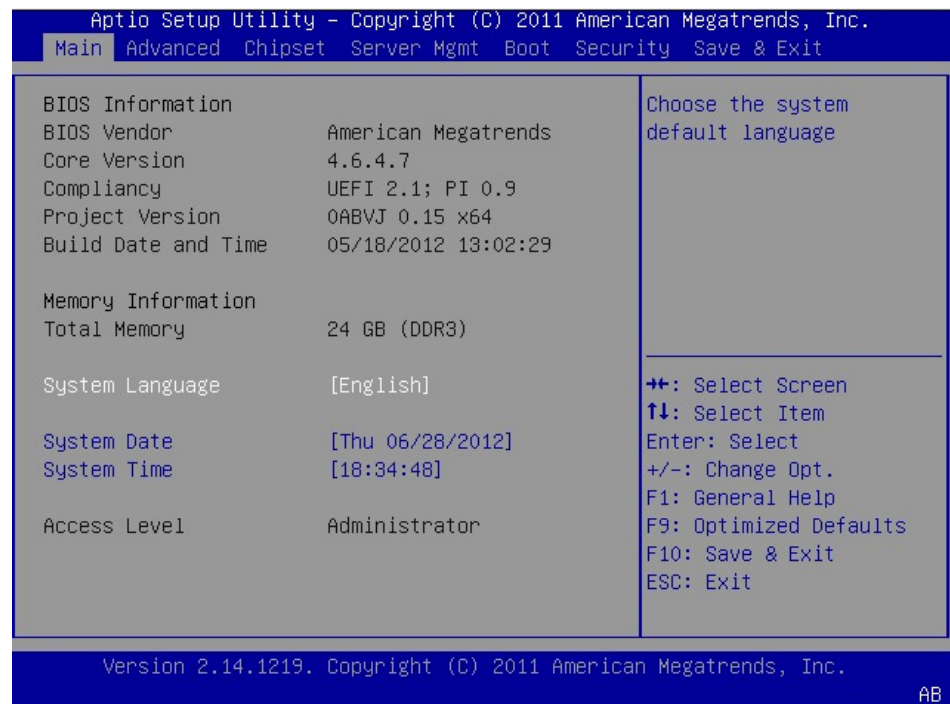 Aptio Setup Utility – Copyright (C) 2011 American Megatrends, Inc.
Main Advanced Chipset Server Mgmt Boot Security Save & Exit
BIOS Information
BIOS Vendor American Megatrends
Core Version 4.6.4.7
Compliancy UEFI 2.1; PI 0.9
Project Version 0ABVJ 0.15 x64
Build Date and Time 05/18/2012 13:02:29
Memory Information
Total Memory 24 GB (DDR3)
System Language [English]
System Date [Thu 06/28/2012]
System Time [18:34:48]
Access Level Administrator
Choose the system
default language
→←: Select Screen
↑↓: Select Item
Enter: Select
+/-: Change Opt.
F1: General Help
F9: Optimized Defaults
F10: Save & Exit
ESC: Exit
Version 2.14.1219. Copyright (C) 2011 American Megatrends, Inc.
AB